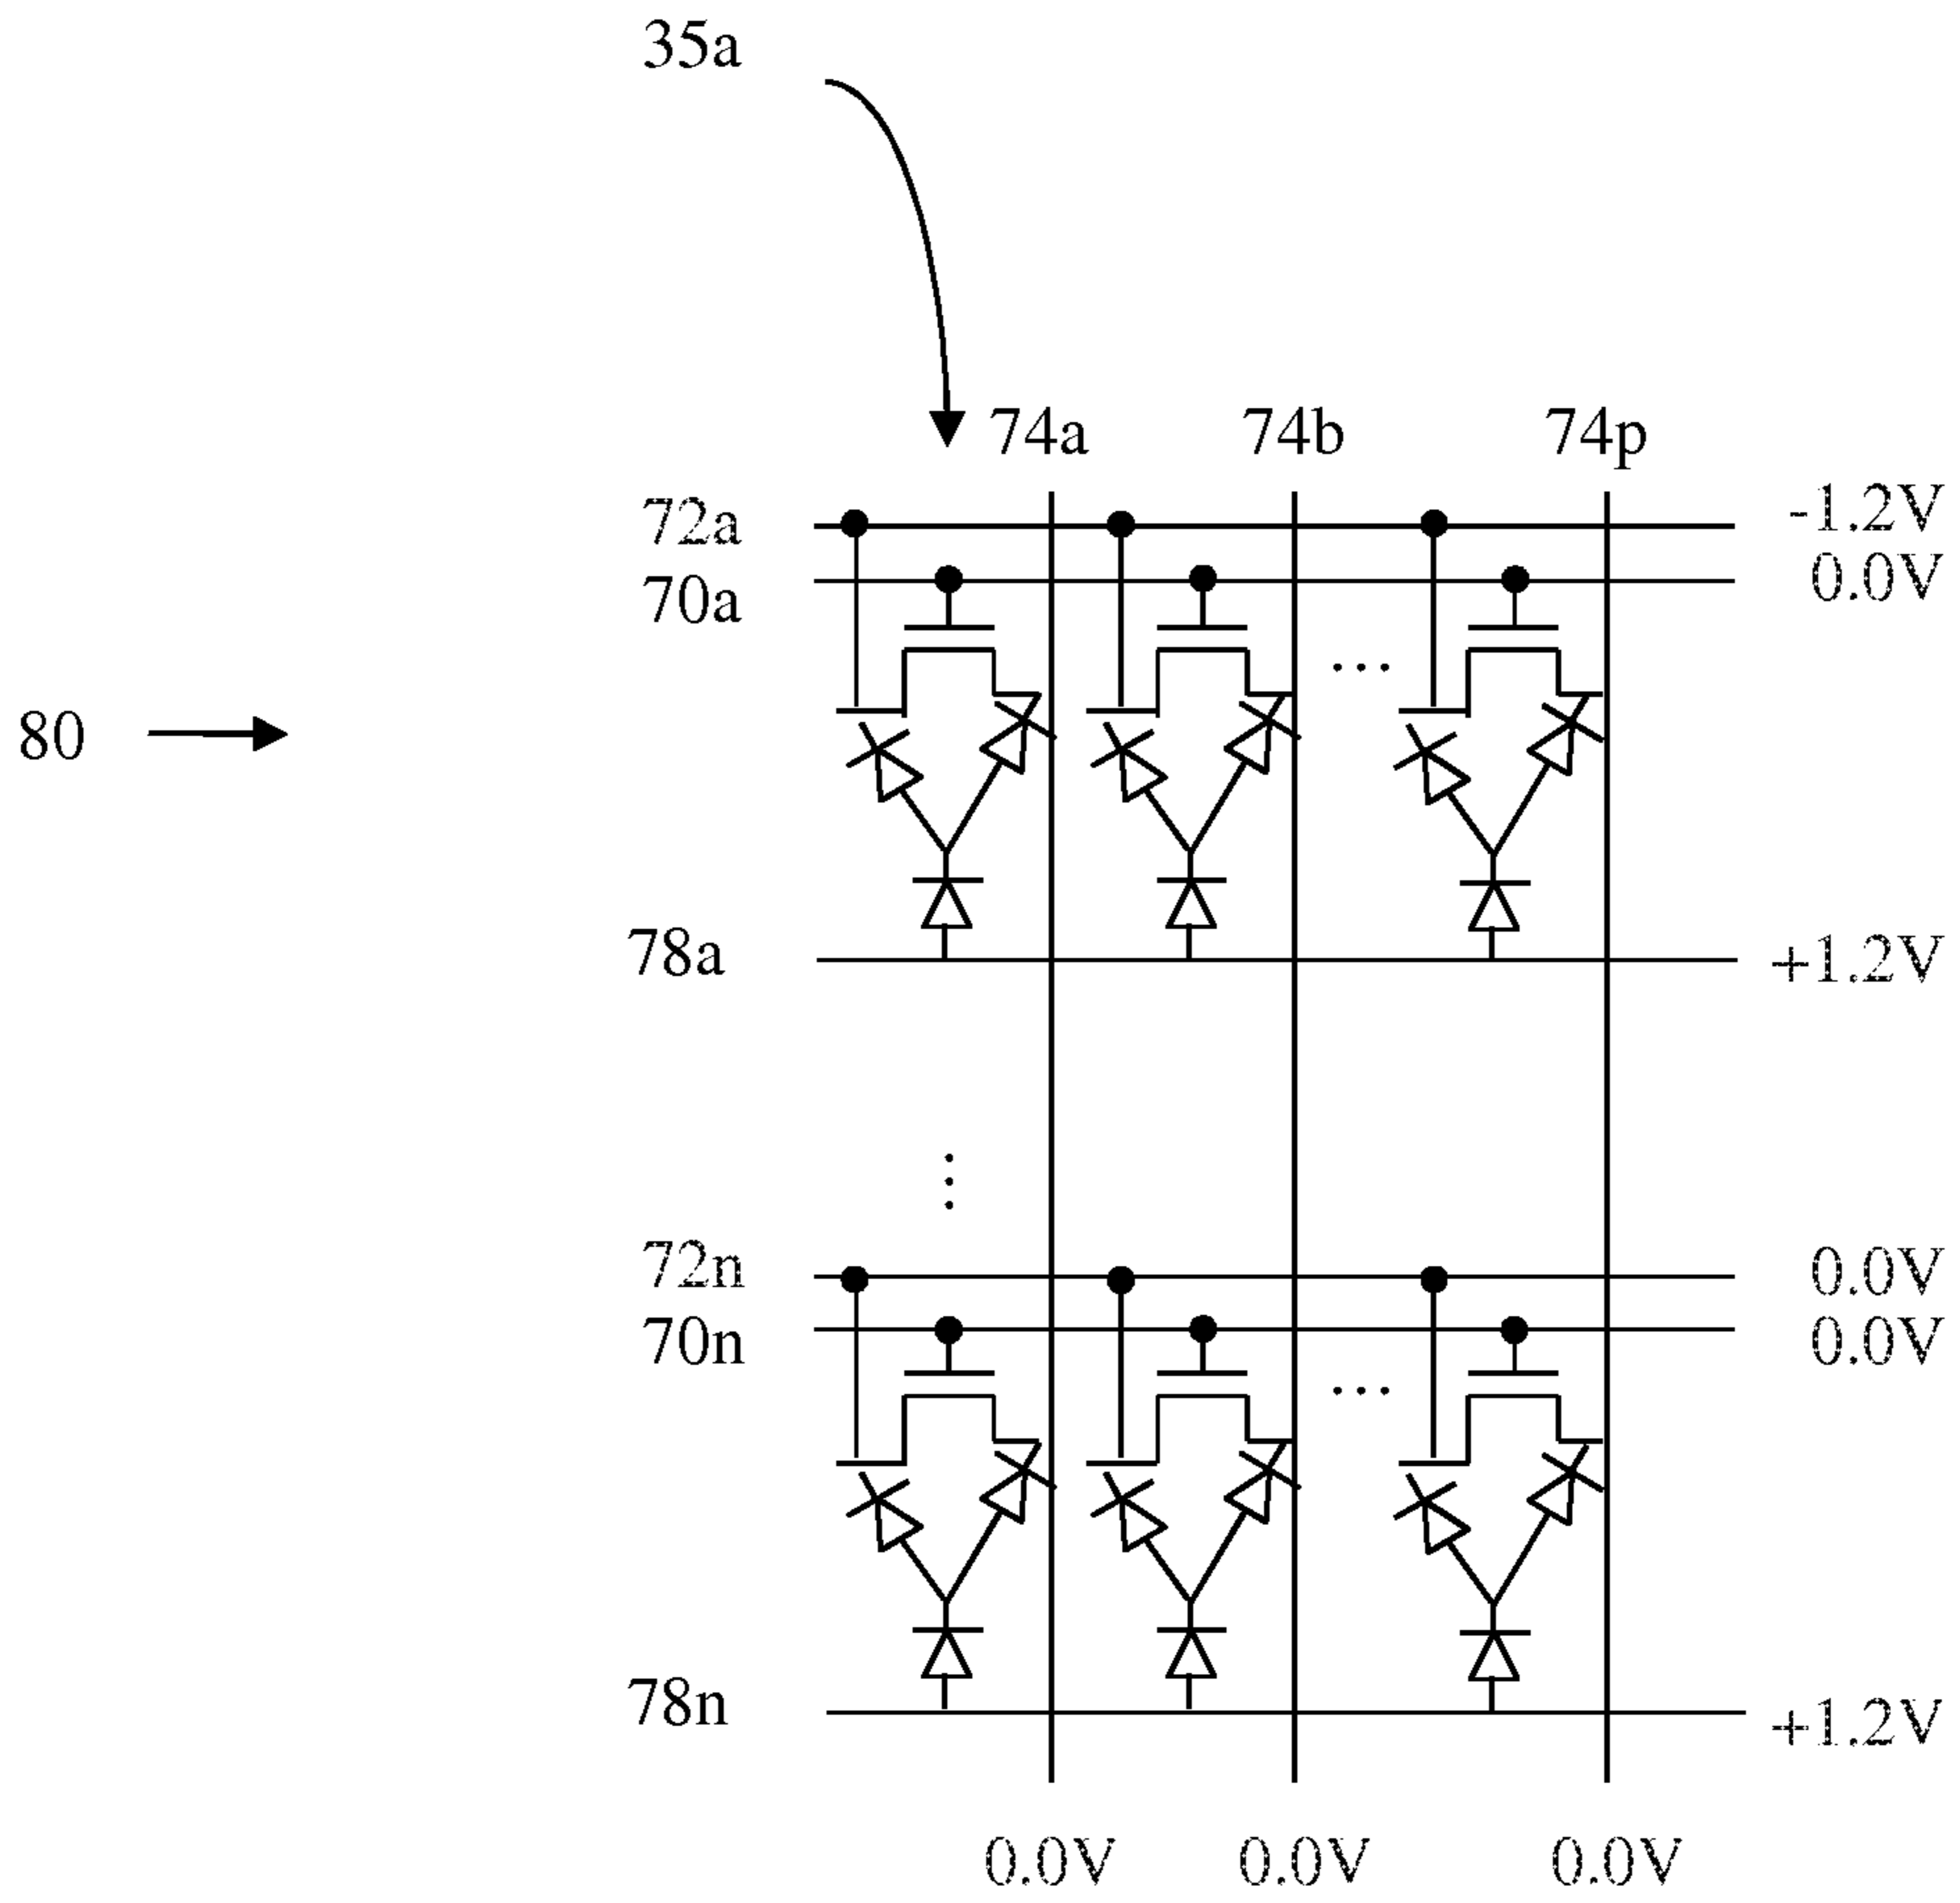 35a
74a 74b 74p
72a -1.2V
70a 0.0V
...
80
78a +1.2V
...
72n 0.0V
70n 0.0V
...
78n +1.2V
0.0V 0.0V 0.0V